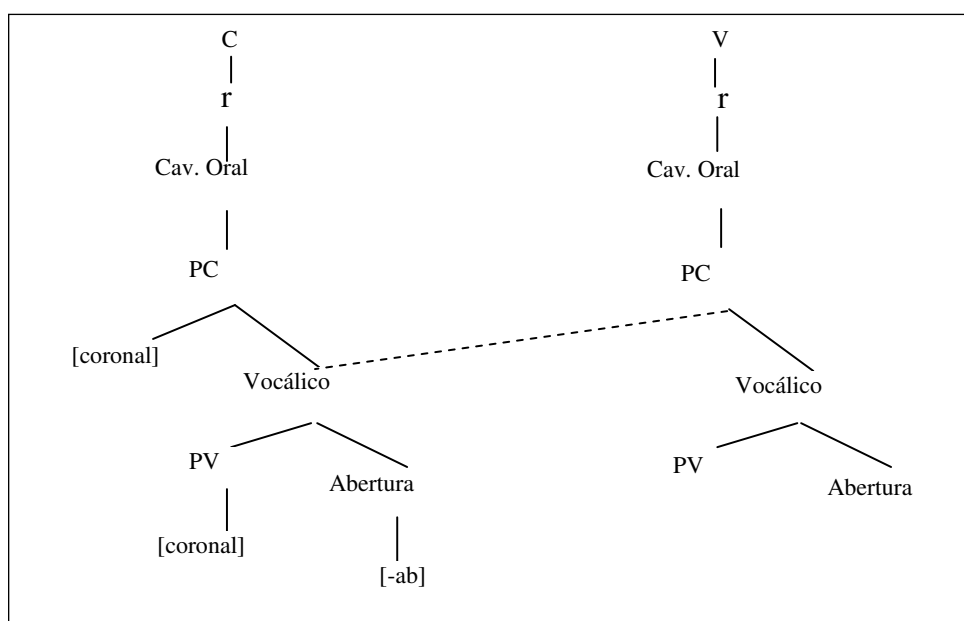 C V
r r
Cav. Oral Cav. Oral
PC PC
[coronal]
Vocálico Vocálico
PV Abertura PV Abertura
[coronal]
[-ab]